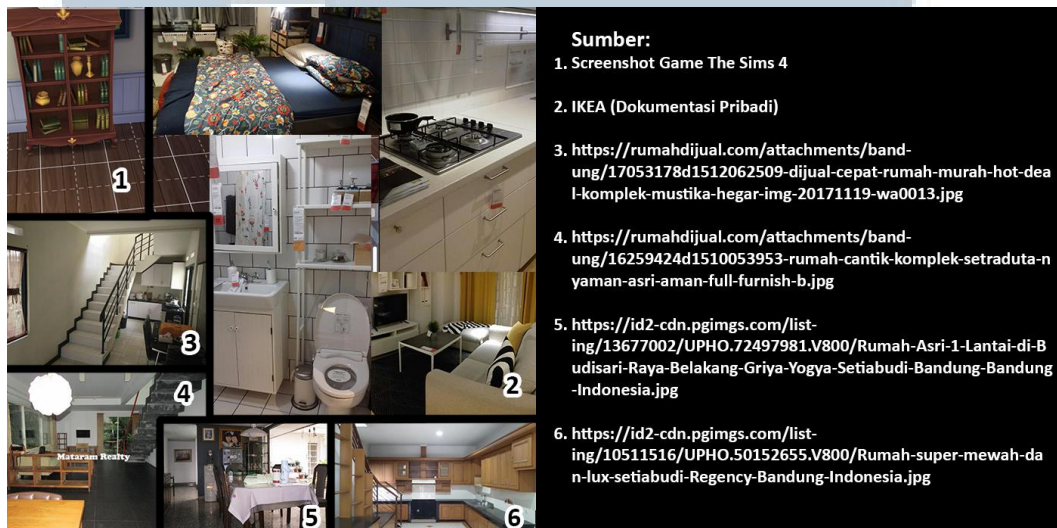 1
2
3
4
Mataram Realty
5
6
Sumber:
1. Screenshot Game The Sims 4
2. IKEA (Dokumentasi Pribadi)
3. https://rumahdijual.com/attachments/band-
ung/17053178d1512062509-dijual-cepat-rumah-murah-hot-dea
l-komplek-mustika-hegar-img-20171119-wa0013.jpg
4. https://rumahdijual.com/attachments/band-
ung/16259424d1510053953-rumah-cantik-komplek-setraduta-n
yaman-asri-aman-full-furnish-b.jpg
5. https://id2-cdn.pgimgs.com/list-
ing/13677002/UPHO.72497981.V800/Rumah-Asri-1-Lantai-di-B
udisari-Raya-Belakang-Griya-Yogya-Setiabudi-Bandung-Bandung
-Indonesia.jpg
6. https://id2-cdn.pgimgs.com/list-
ing/10511516/UPHO.50152655.V800/Rumah-super-mewah-da
n-lux-setiabudi-Regency-Bandung-Indonesia.jpg